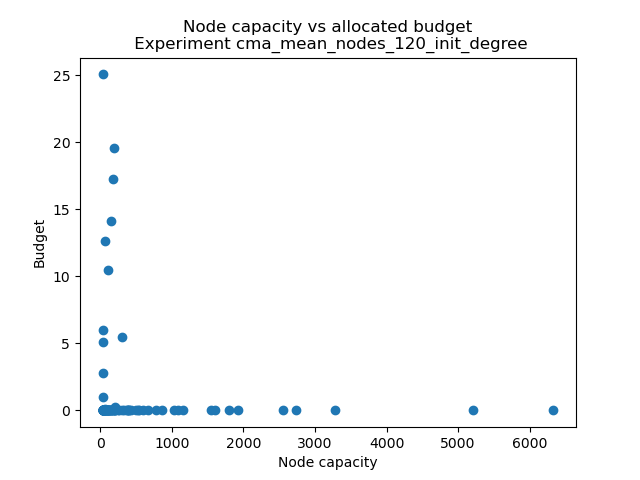 Node capacity vs allocated budget
Experiment cma_mean_nodes_120_init_degree
25
20
15
10
5
0
Budget
0 1000 2000 3000 4000 5000 6000
Node capacity